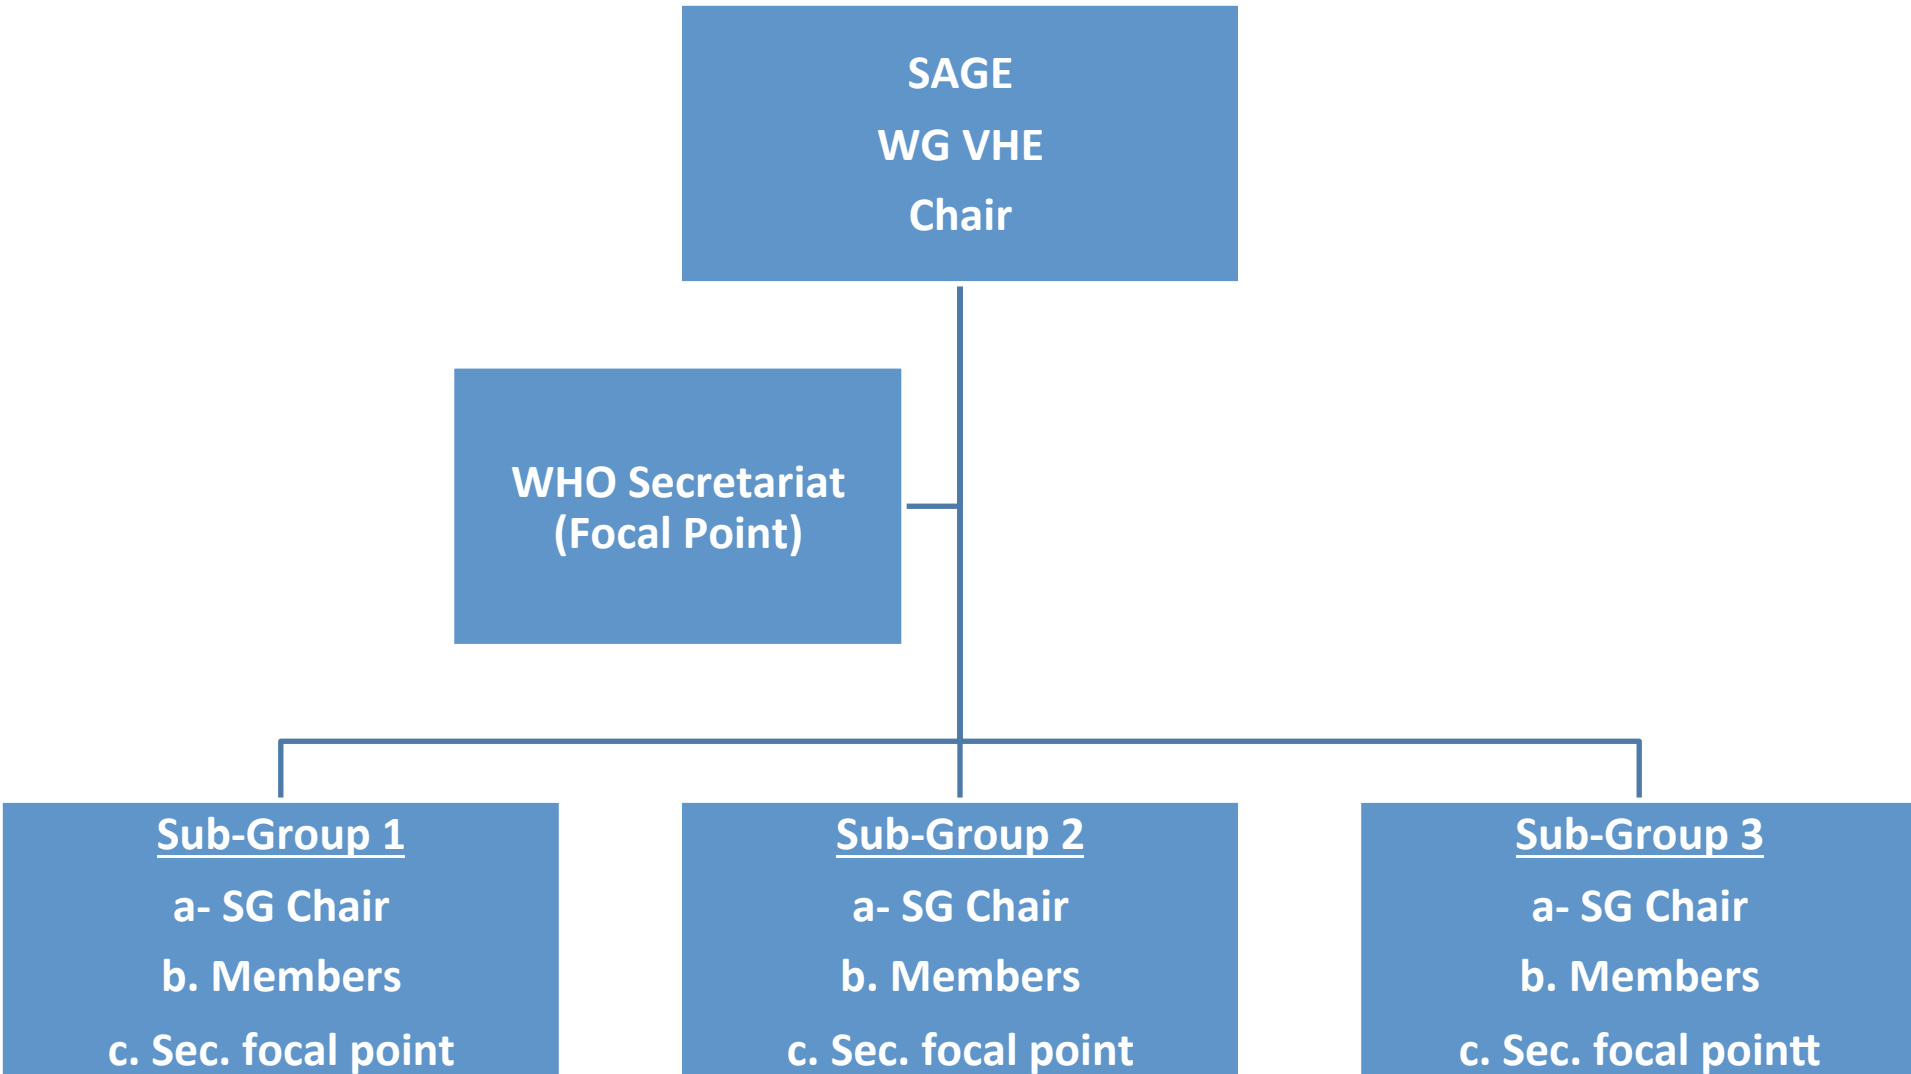 SAGE
WG VHE
Chair
WHO Secretariat
(Focal Point)
Sub-Group 1
a- SG Chair
b. Members
c. Sec. focal point
Sub-Group 2
a- SG Chair
b. Members
c. Sec. focal point
Sub-Group 3
a- SG Chair
b. Members
c. Sec. focal pointt